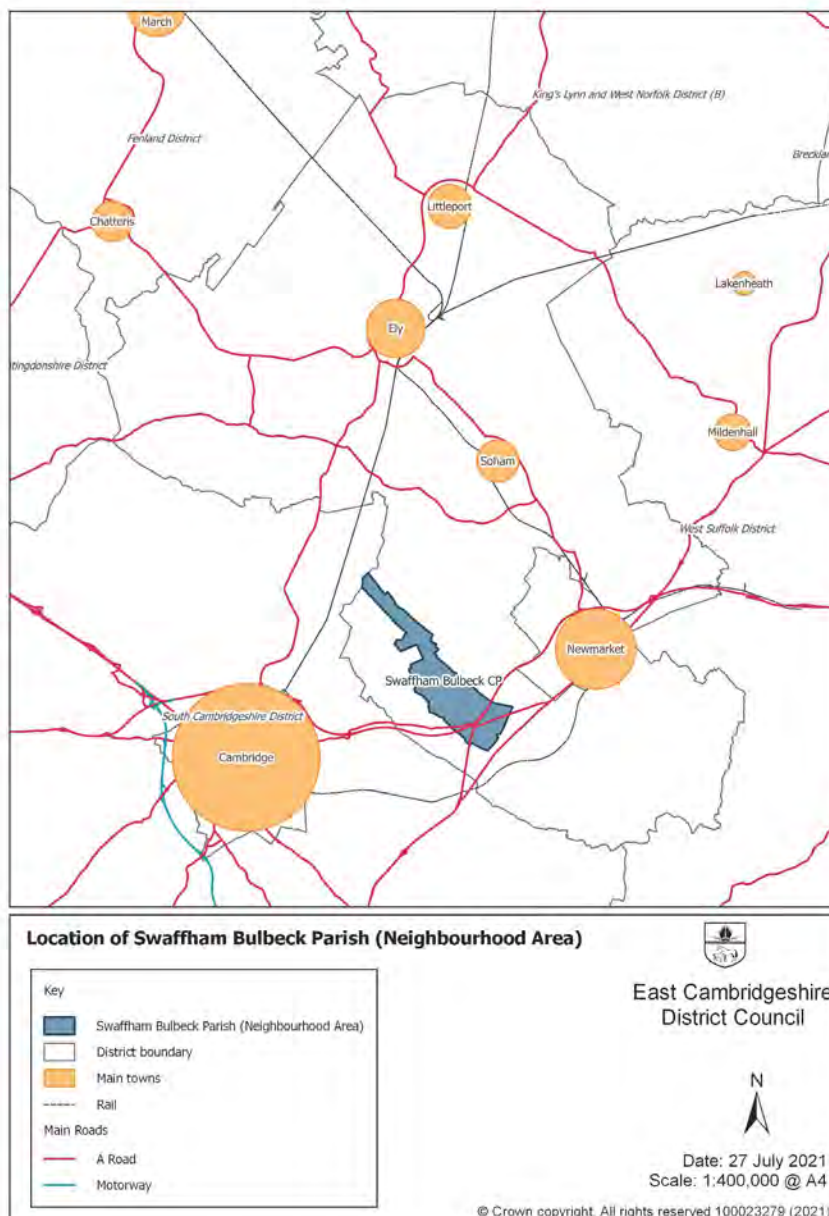 March
King's Lynn and West Norfolk District (B)
Fenland District
Brecklan
Chatteris
Littleport
Lakenheath
Ely
tingdonshire District
Mildenhall
Soham
West Suffolk District
Newmarket
Swaffham Bulbeck CP
South Cambridgeshire District
Cambridge
Location of Swaffham Bulbeck Parish (Neighbourhood Area)
Key
Swaffham Bulbeck Parish (Neighbourhood Area)
District boundary
Main towns
Rail
Main Roads
A Road
Motorway
East Cambridgeshire
District Council
N
Date: 27 July 2021
Scale: 1:400,000 @ A4
© Crown copyright. All rights reserved 100023279 (2021)